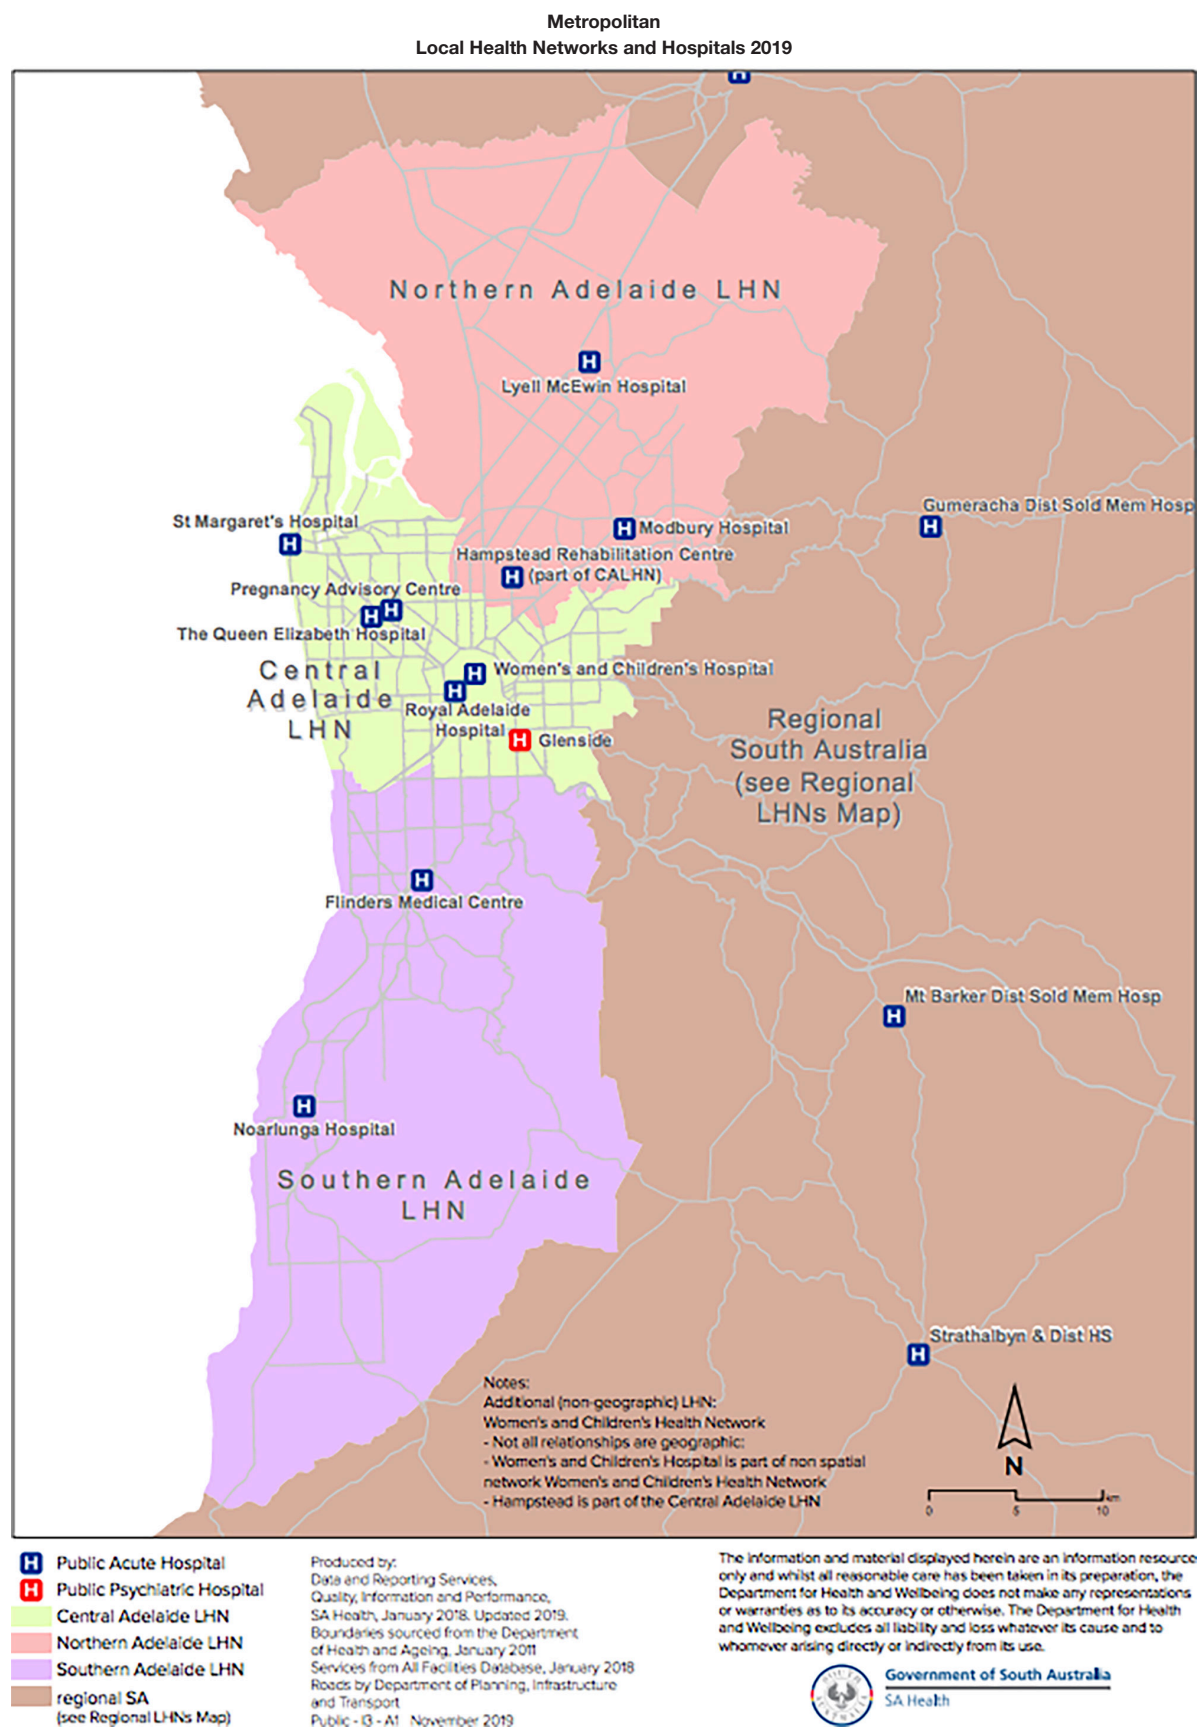 Metropolitan
Local Health Networks and Hospitals 2019
H
Northern Adelaide LHN
H
Lyell McEwin Hospital
Gumeracha Dist Sold Mem Hosp
H
St Margaret's Hospital
H
H Modbury Hospital
Hampstead Rehabilitation Centre
H (part of CALHN)
Pregnancy Advisory Centre
H H
The Queen Elizabeth Hospital
Central
Adelaide
LHN
H Women's and Children's Hospital
H
Royal Adelaide
Hospital
H Glenside
Regional
South Australia
(see Regional
LHNs Map)
H
Flinders Medical Centre
Mt Barker Dist Sold Mem Hosp
H
H
Noarlunga Hospital
Southern Adelaide
LHN
Strathalbyn & Dist HS
H
Notes:
Additional (non-geographic) LHN:
Women's and Children's Health Network
- Not all relationships are geographic:
- Women's and Children's Hospital is part of non spatial
network Women's and Children's Health Network
- Hampstead is part of the Central Adelaide LHN
N
km
0 5 10
H Public Acute Hospital
H Public Psychiatric Hospital
Central Adelaide LHN
Northern Adelaide LHN
Southern Adelaide LHN
regional SA
(see Regional LHNs Map)
Produced by:
Data and Reporting Services,
Quality, Information and Performance,
SA Health, January 2018. Updated 2019.
Boundaries sourced from the Department
of Health and Ageing, January 2011
Services from All Facilities Database, January 2018
Roads by Department of Planning, Infrastructure
and Transport
Public - I3 - A1 November 2019
The information and material displayed herein are an information resource
only and whilst all reasonable care has been taken in its preparation, the
Department for Health and Wellbeing does not make any representations
or warranties as to its accuracy or otherwise. The Department for Health
and Wellbeing excludes all liability and loss whatever its cause and to
whomever arising directly or indirectly from its use.
SOUTH
AUSTRALIA
Government of South Australia
SA Health